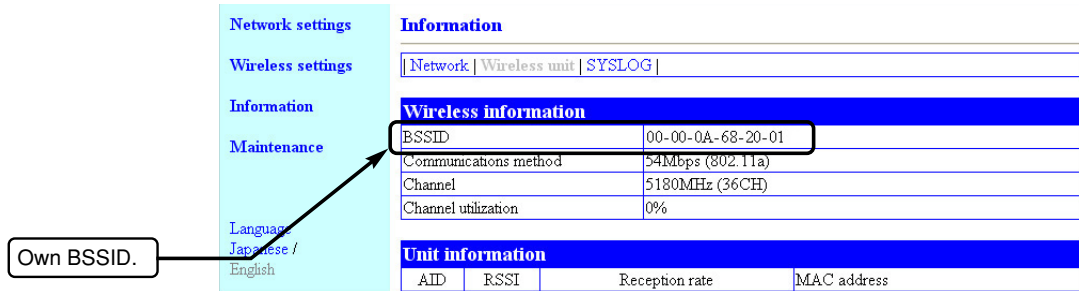 Network settings
Wireless settings
Information
Maintenance
Language
Japanese /
English
Own BSSID.
Information
| Network | Wireless unit | SYSLOG |
Wireless information
BSSID 00-00-0A-68-20-01
Communications method 54Mbps (802.11a)
Channel 5180MHz (36CH)
Channel utilization 0%
Unit information
AID RSSI Reception rate MAC address